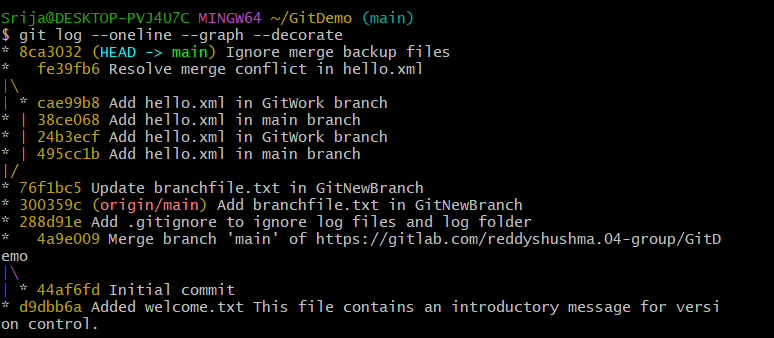 Srija@DESKTOP-PVJ4U7C MINGW64 ~/GitDemo (main)
$ git log --oneline --graph --decorate
* 8ca3032 (HEAD -> main) Ignore merge backup files
*   fe39fb6 Resolve merge conflict in hello.xml
|\
| * cae99b8 Add hello.xml in GitWork branch
* | 38ce068 Add hello.xml in main branch
* | 24b3ecf Add hello.xml in GitWork branch
* | 495cc1b Add hello.xml in main branch
|/
* 76f1bc5 Update branchfile.txt in GitNewBranch
* 300359c (origin/main) Add branchfile.txt in GitNewBranch
* 288d91e Add .gitignore to ignore log files and log folder
*   4a9e009 Merge branch 'main' of https://gitlab.com/reddyshushma.04-group/GitD
emo
|\
| * 44af6fd Initial commit
* d9dbb6a Added welcome.txt This file contains an introductory message for versi
on control.